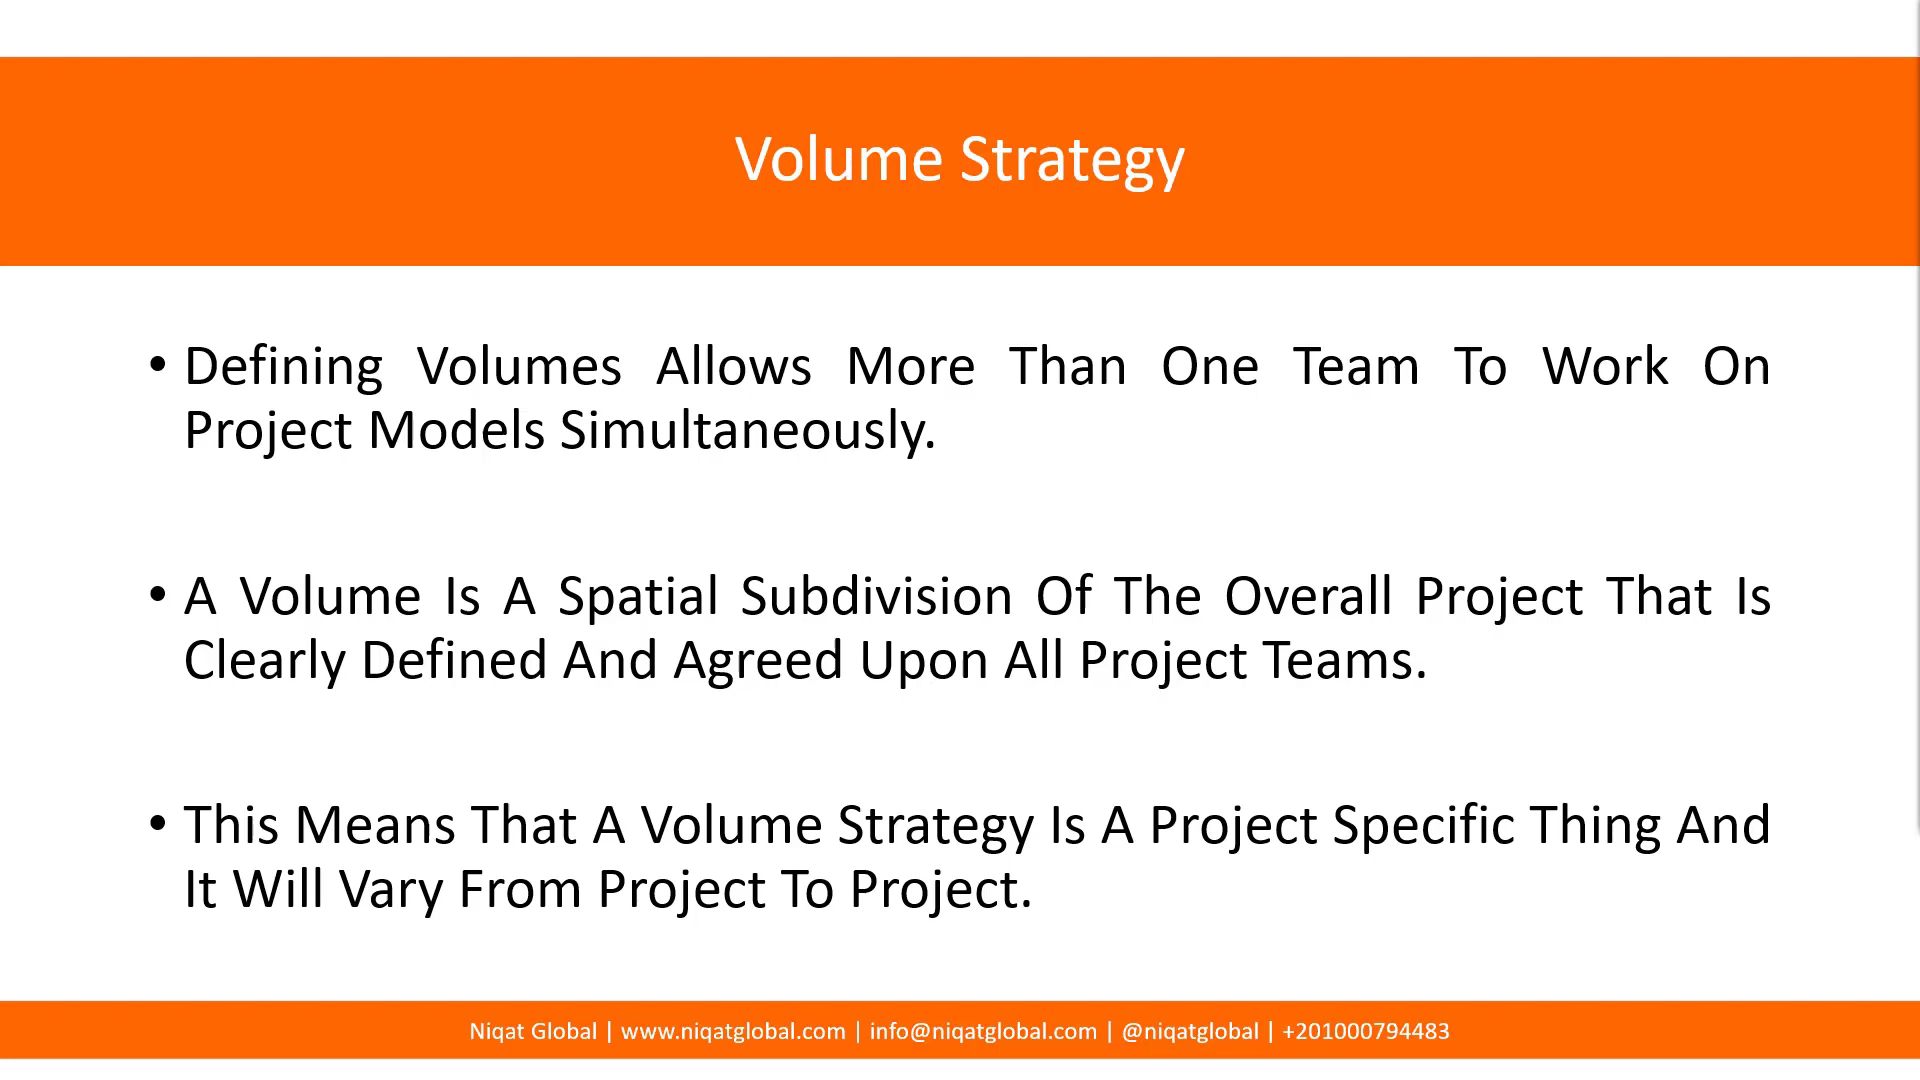 Volume Strategy
• Defining Volumes Allows More Than One Team To Work On
Project Models Simultaneously.
• A Volume Is A Spatial Subdivision Of The Overall Project That Is
Clearly Defined And Agreed Upon All Project Teams.
• This Means That A Volume Strategy Is A Project Specific Thing And
It Will Vary From Project To Project.
Niqat Global | www.niqatglobal.com | info@niqatglobal.com | @niqatglobal | +201000794483